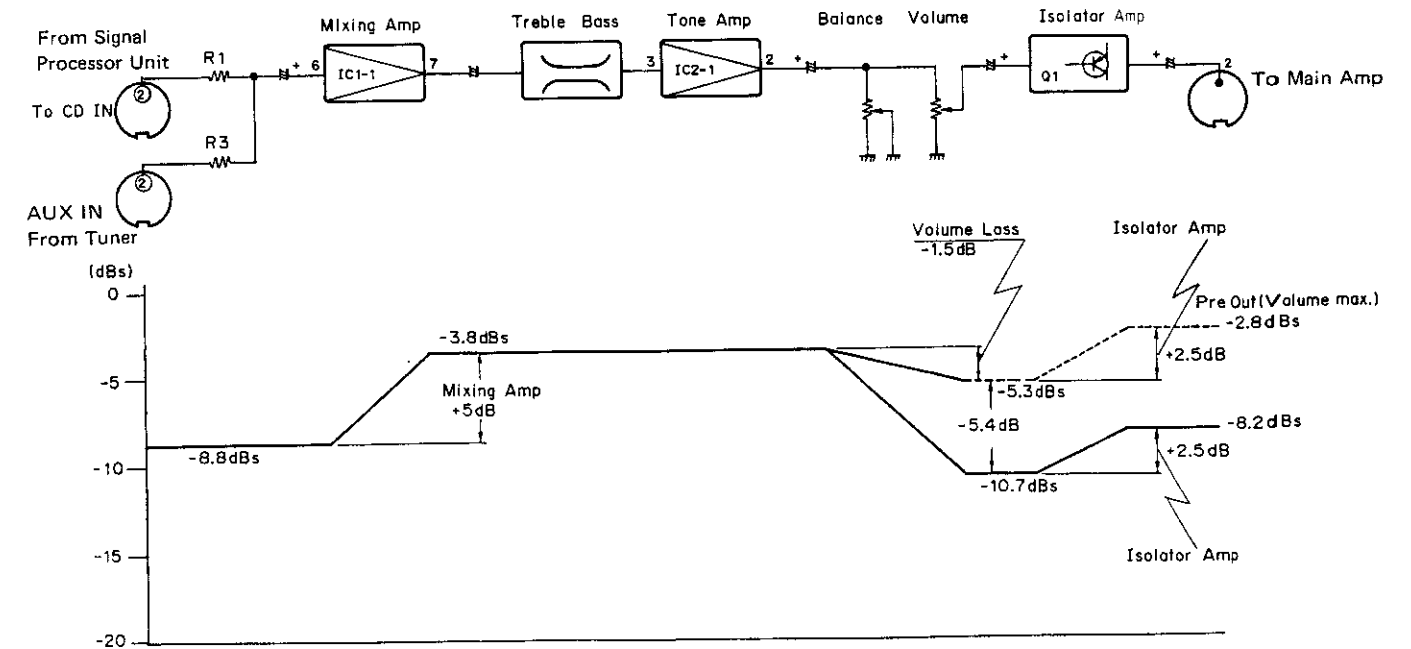 From Signal
Processor Unit
To CD IN
2
R1
R3
2
AUX IN
From Tuner
+
6
Mixing Amp
IC1-1
7
Treble Bass
3
Tone Amp
IC2-1
2
+
Balance
Volume
+
Isolator Amp
Q1
+
2
To Main Amp
Volume Loss
-1.5dB
Isolator Amp
(dBs)
0
-5
-10
-15
-20
-8.8dBs
-3.8dBs
Mixing Amp
+5dB
Pre Out(Volume max.)
-2.8dBs
+2.5dB
-5.3dBs
-5.4dB
-10.7dBs
-8.2dBs
+2.5dB
Isolator Amp